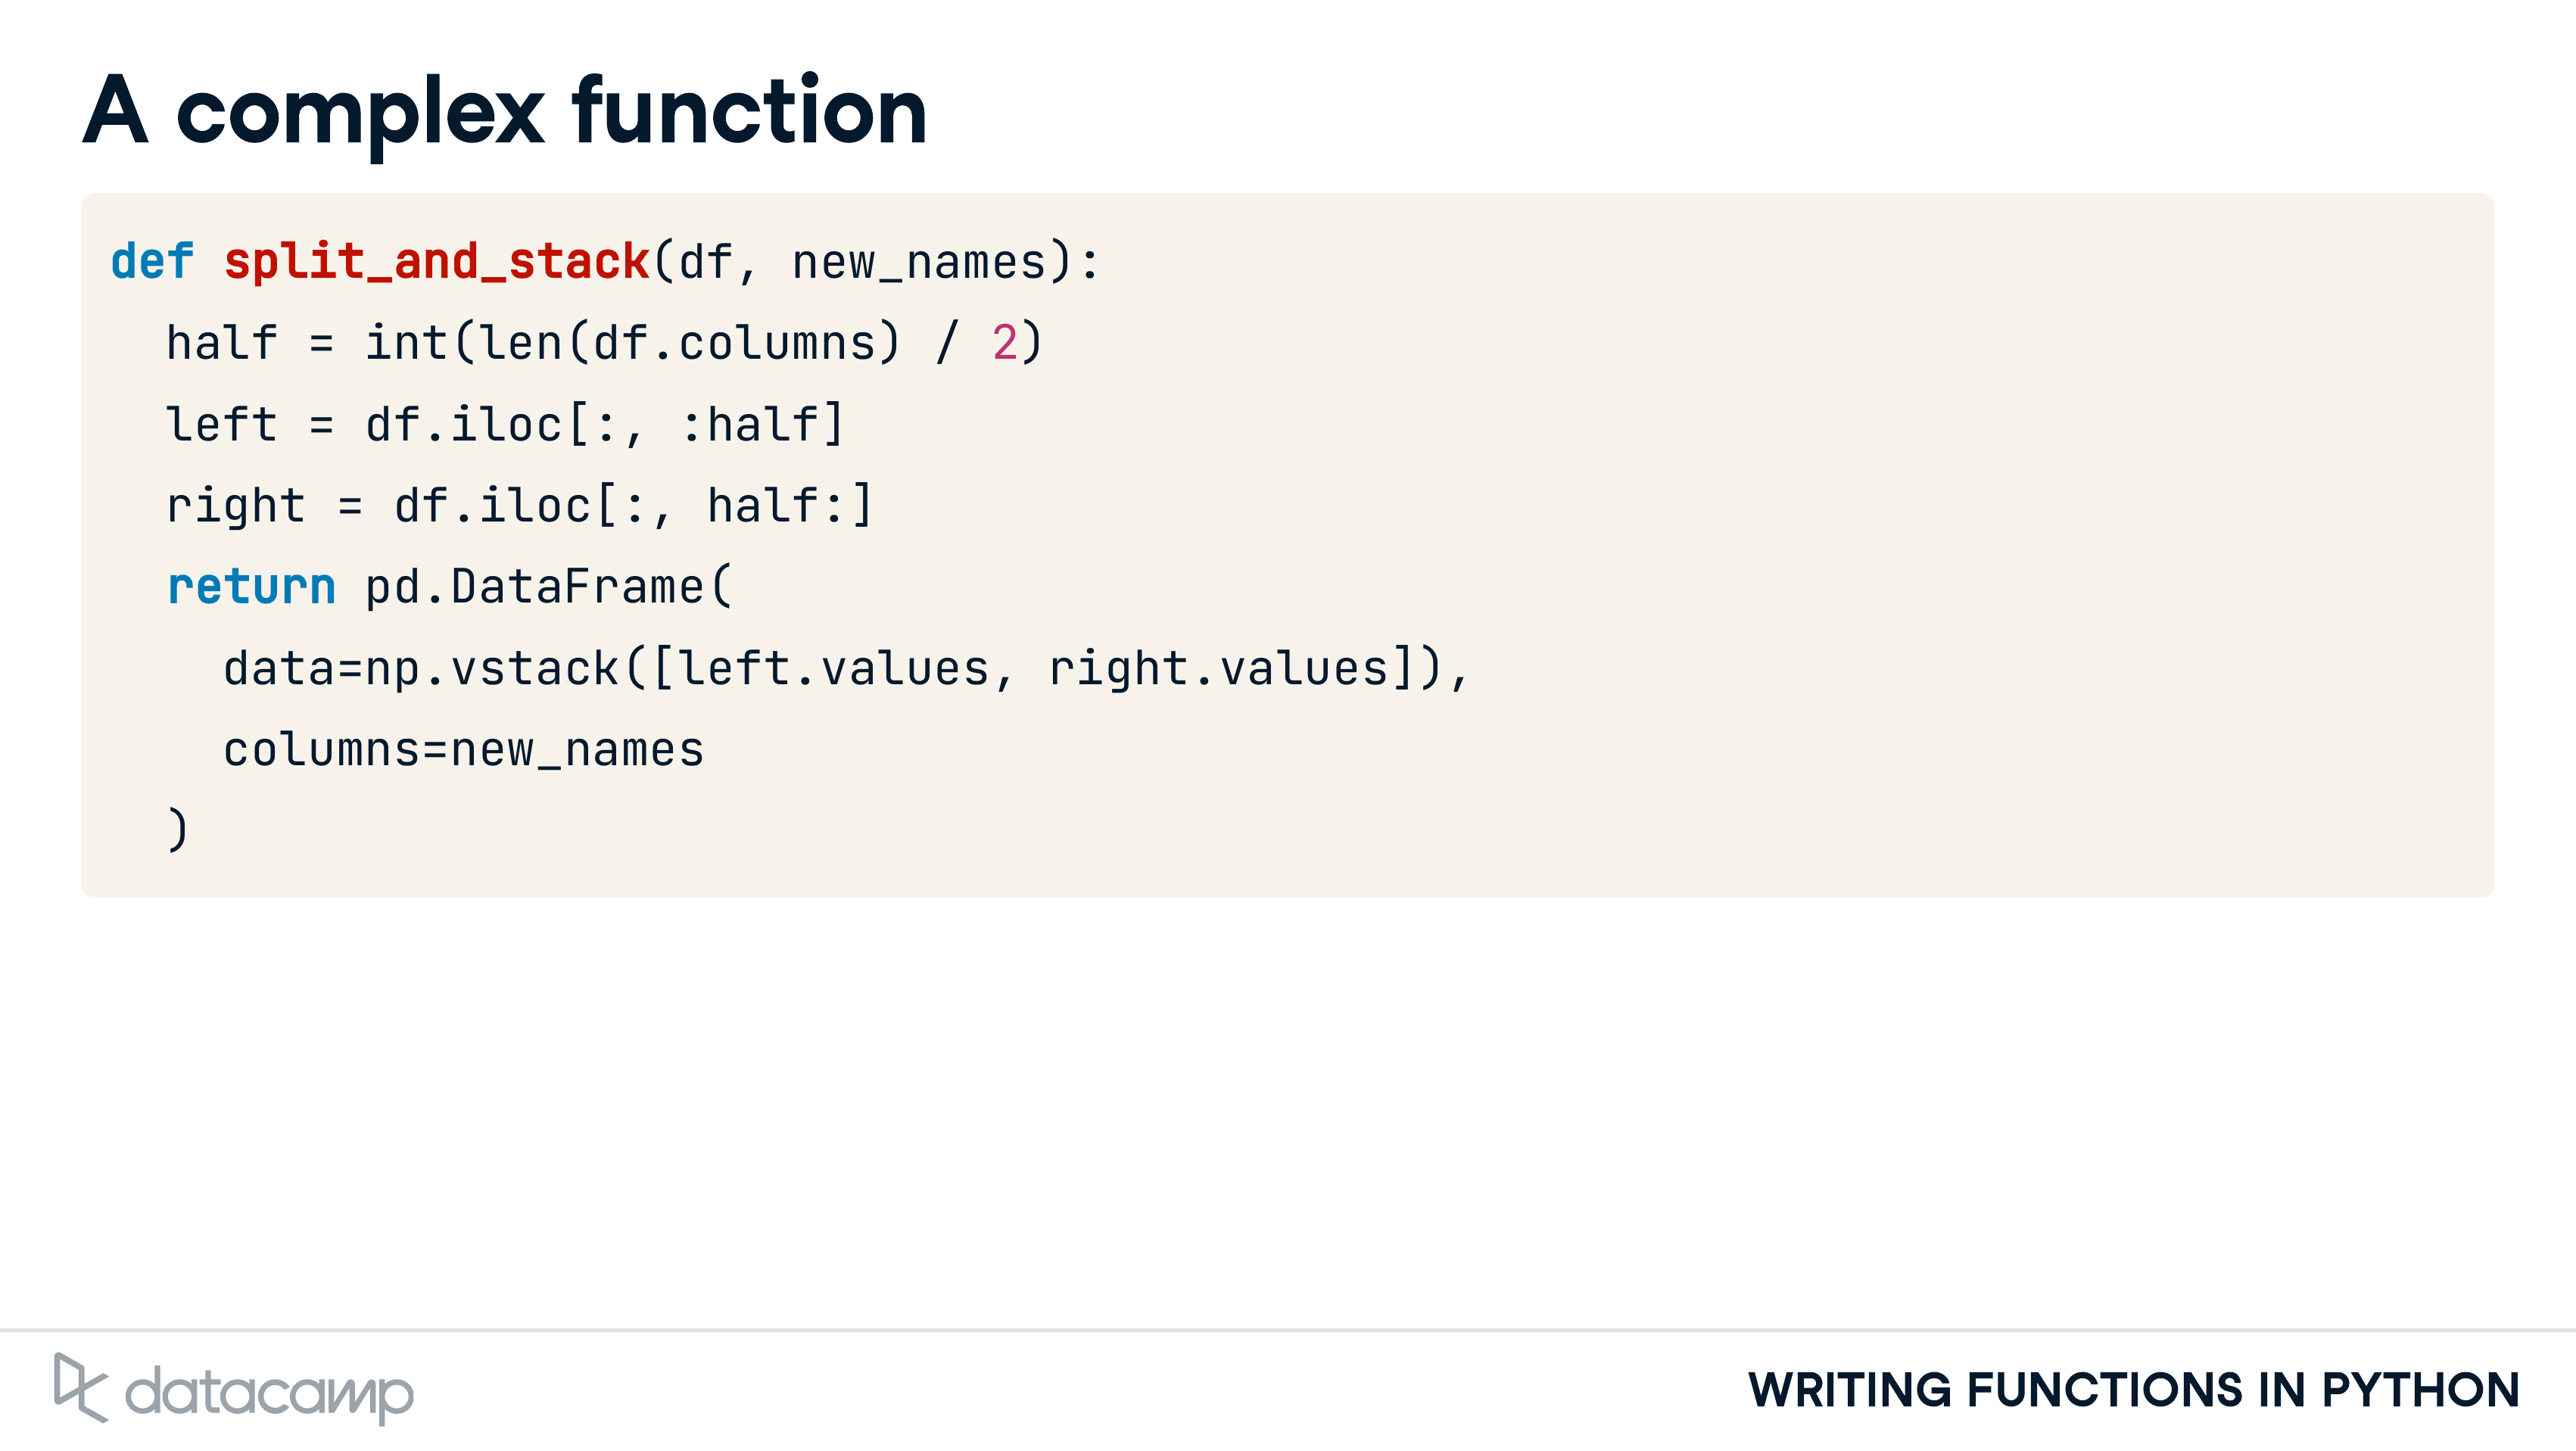 A complex function
def split_and_stack(df, new_names):
  half = int(len(df.columns) / 2)
  left = df.iloc[:, :half]
  right = df.iloc[:, half:]
  return pd.DataFrame(
    data=np.vstack([left.values, right.values]),
    columns=new_names
  )
datacamp
WRITING FUNCTIONS IN PYTHON